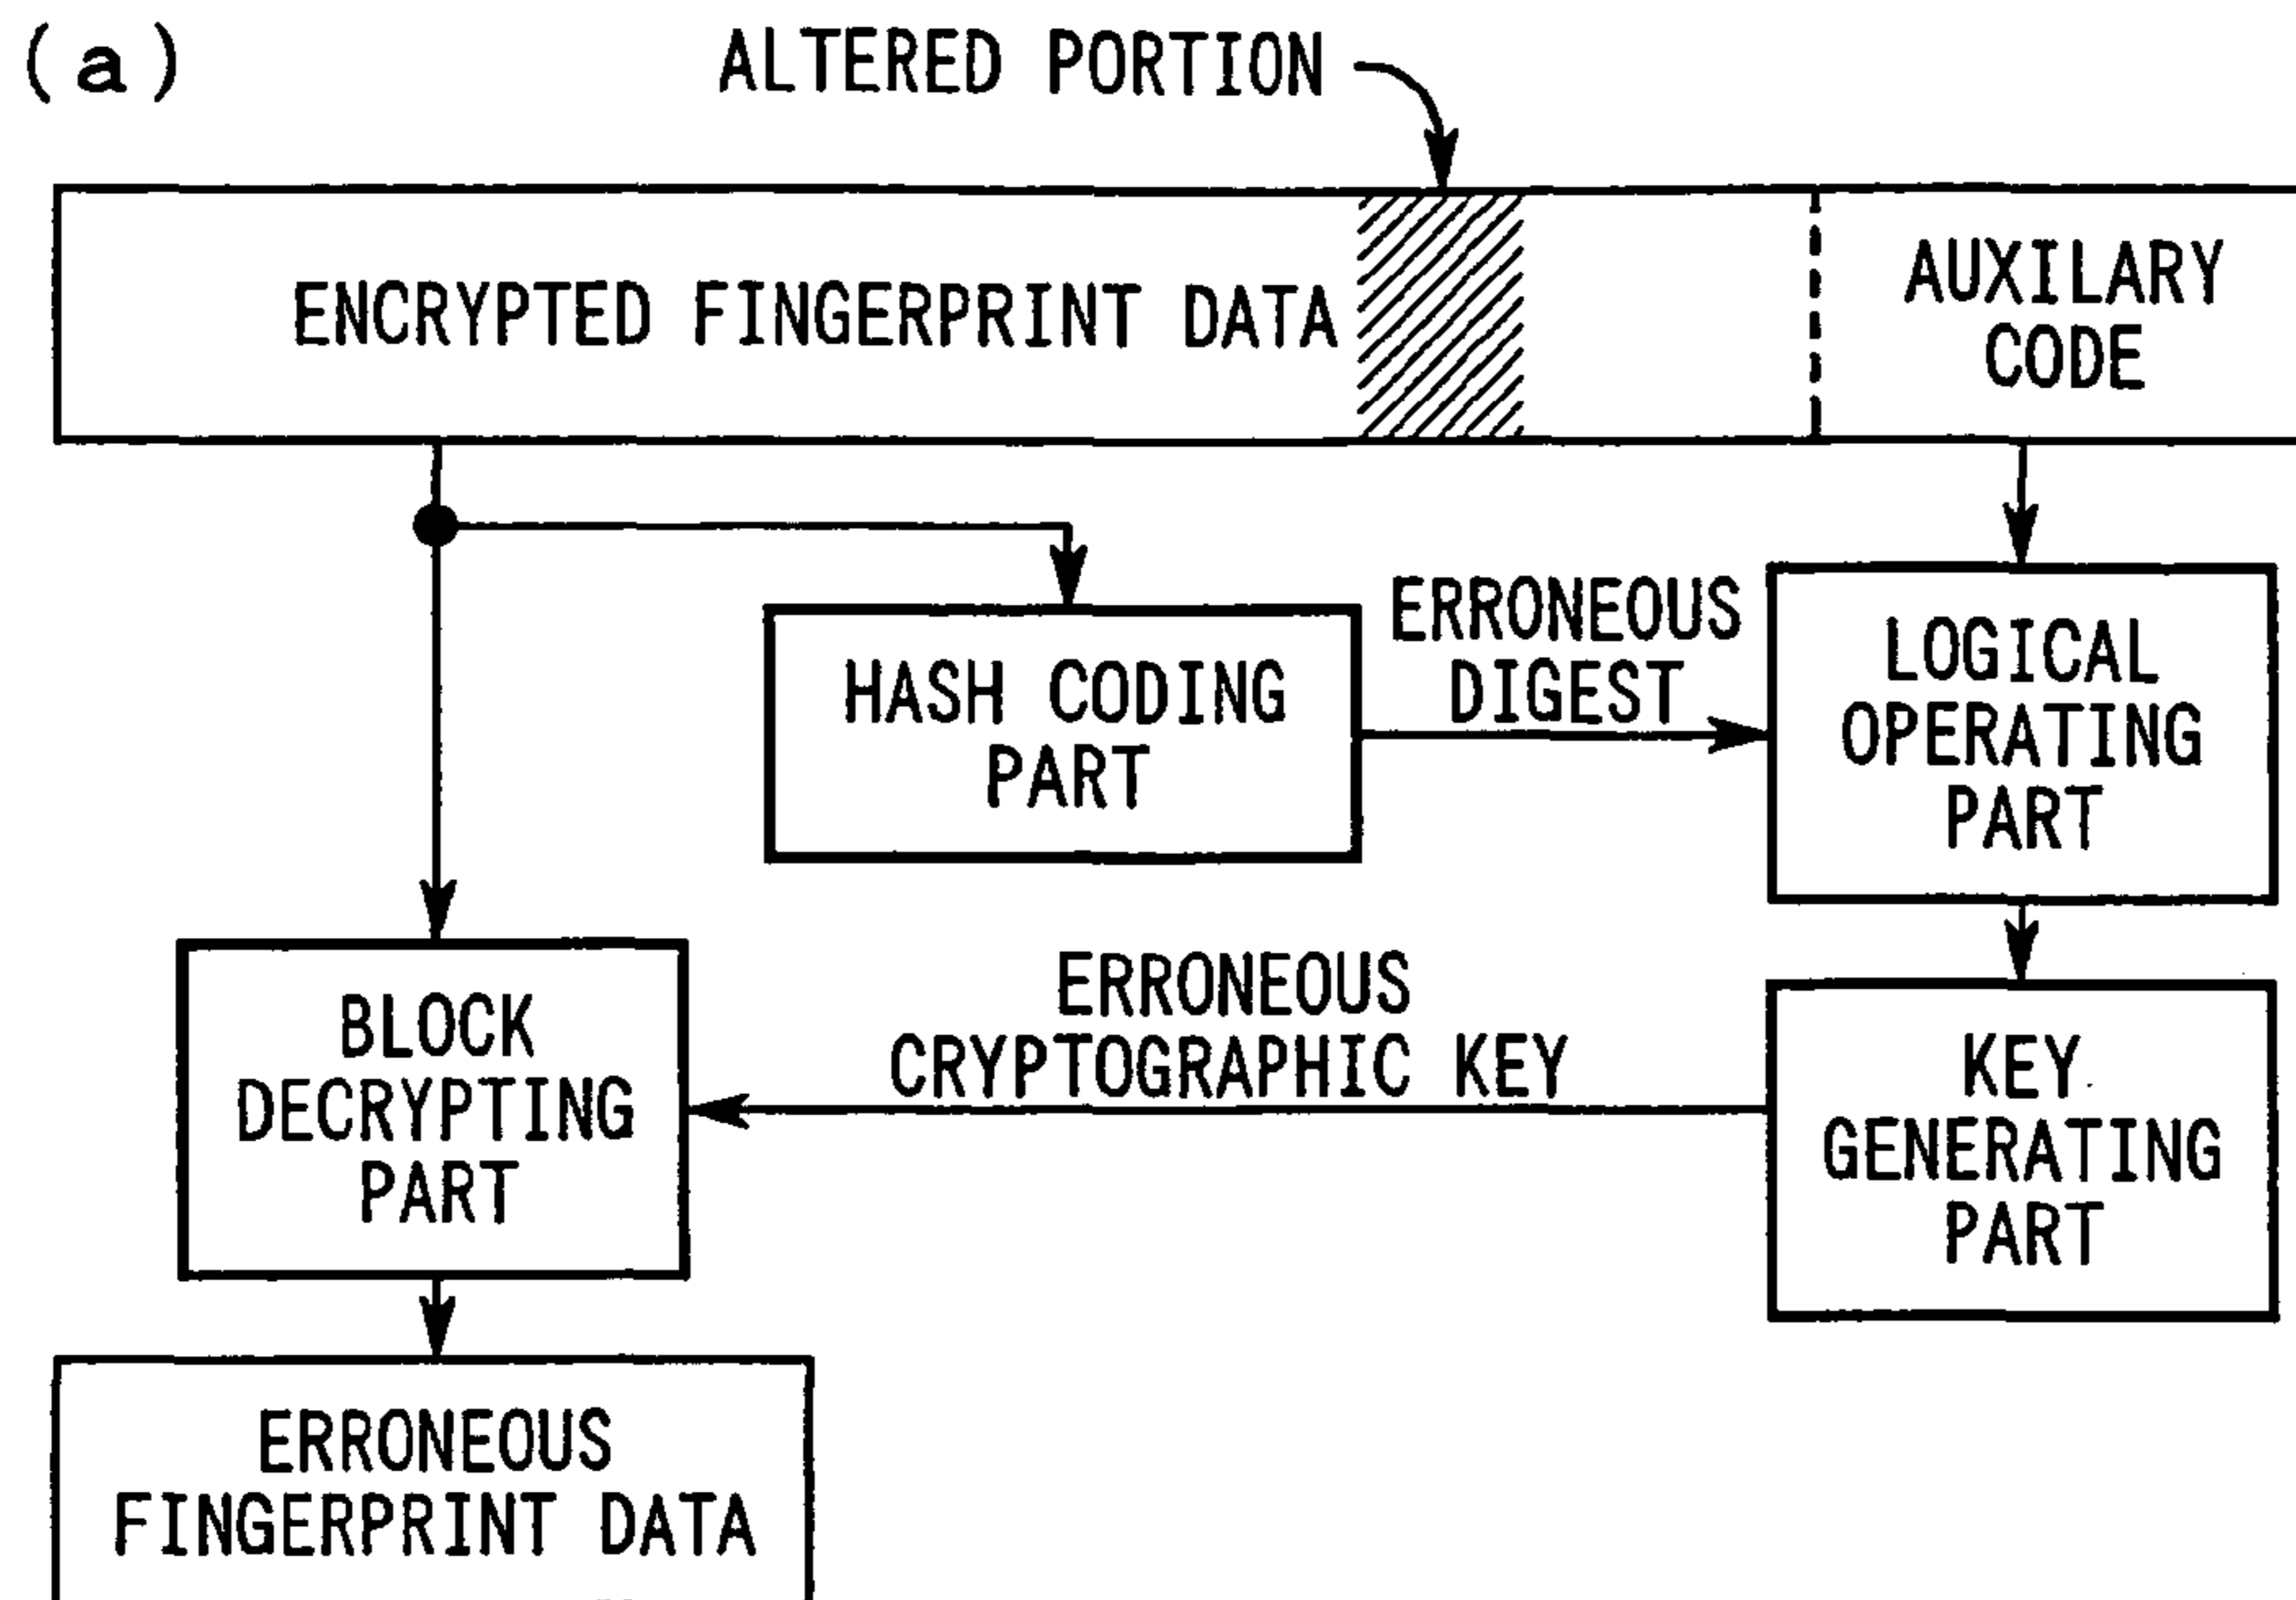 (a)
ALTERED PORTION
ENCRYPTED FINGERPRINT DATA
AUXILARY
CODE
HASH CODING
PART
ERRONEOUS
DIGEST
LOGICAL
OPERATING
PART
BLOCK
DECRYPTING
PART
ERRONEOUS
CRYPTOGRAPHIC KEY
KEY
GENERATING
PART
ERRONEOUS
FINGERPRINT DATA